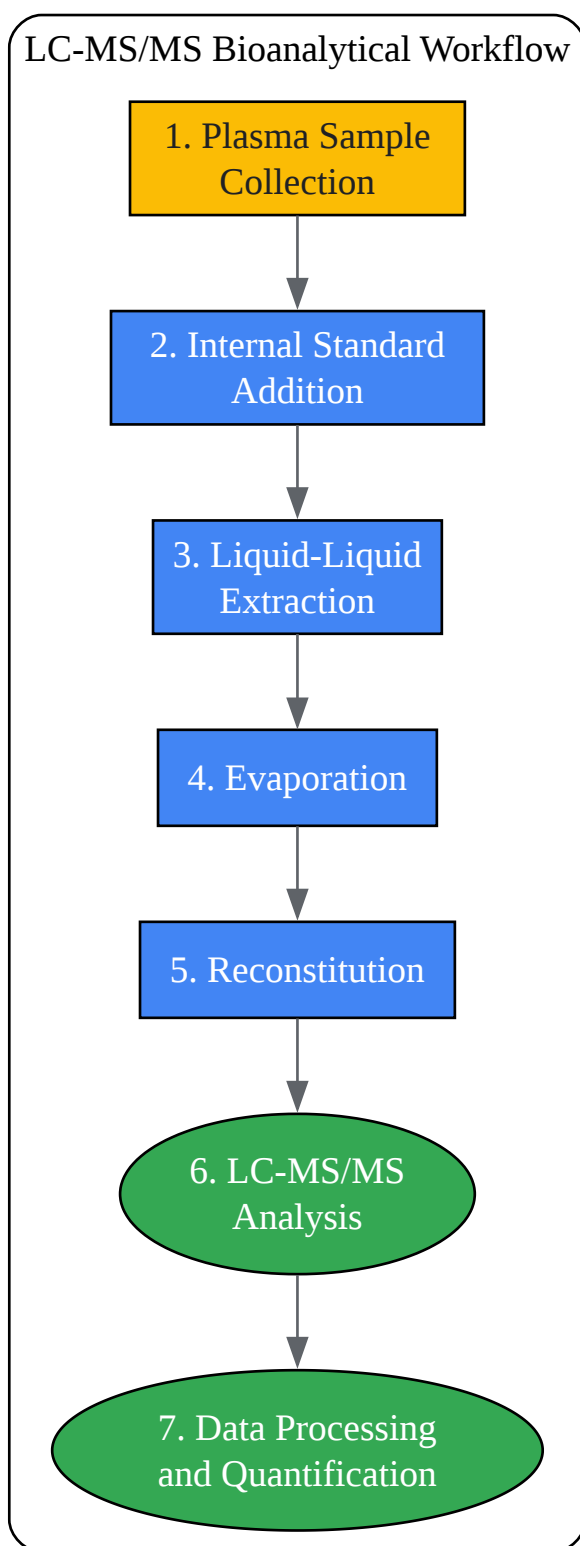 LC-MS/MS Bioanalytical Workflow
1. Plasma Sample
Collection
2. Internal Standard
Addition
3. Liquid-Liquid
Extraction
4. Evaporation
5. Reconstitution
6. LC-MS/MS
Analysis
7. Data Processing
and Quantification